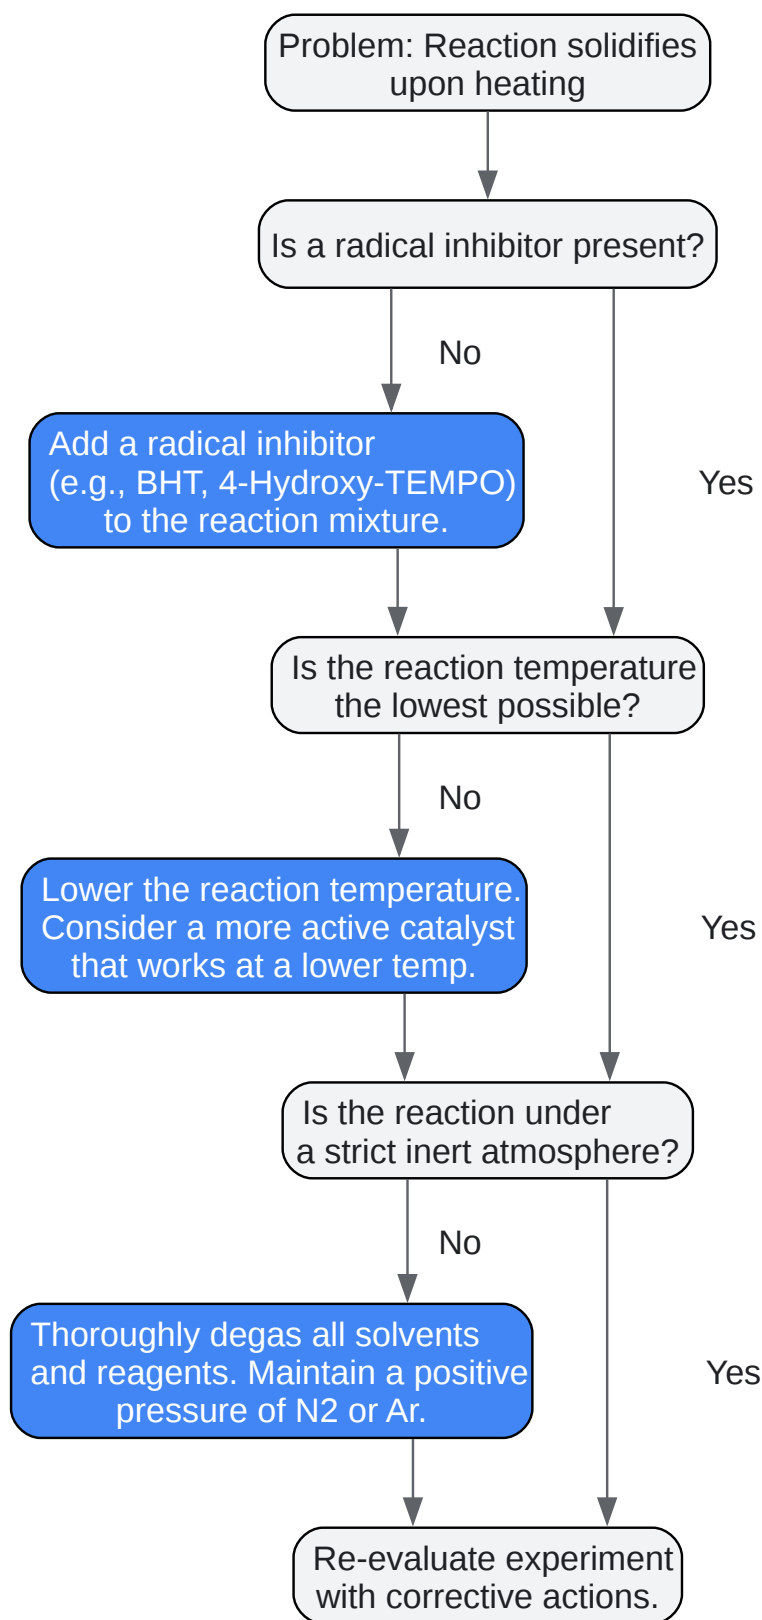 Problem: Reaction solidifies
upon heating
Is a radical inhibitor present?
No
Add a radical inhibitor
(e.g., BHT, 4-Hydroxy-TEMPO)
to the reaction mixture.
Yes
Is the reaction temperature
the lowest possible?
No
Lower the reaction temperature.
Consider a more active catalyst
that works at a lower temp.
Yes
Is the reaction under
a strict inert atmosphere?
No
Thoroughly degas all solvents
and reagents. Maintain a positive
pressure of N2 or Ar.
Yes
Re-evaluate experiment
with corrective actions.